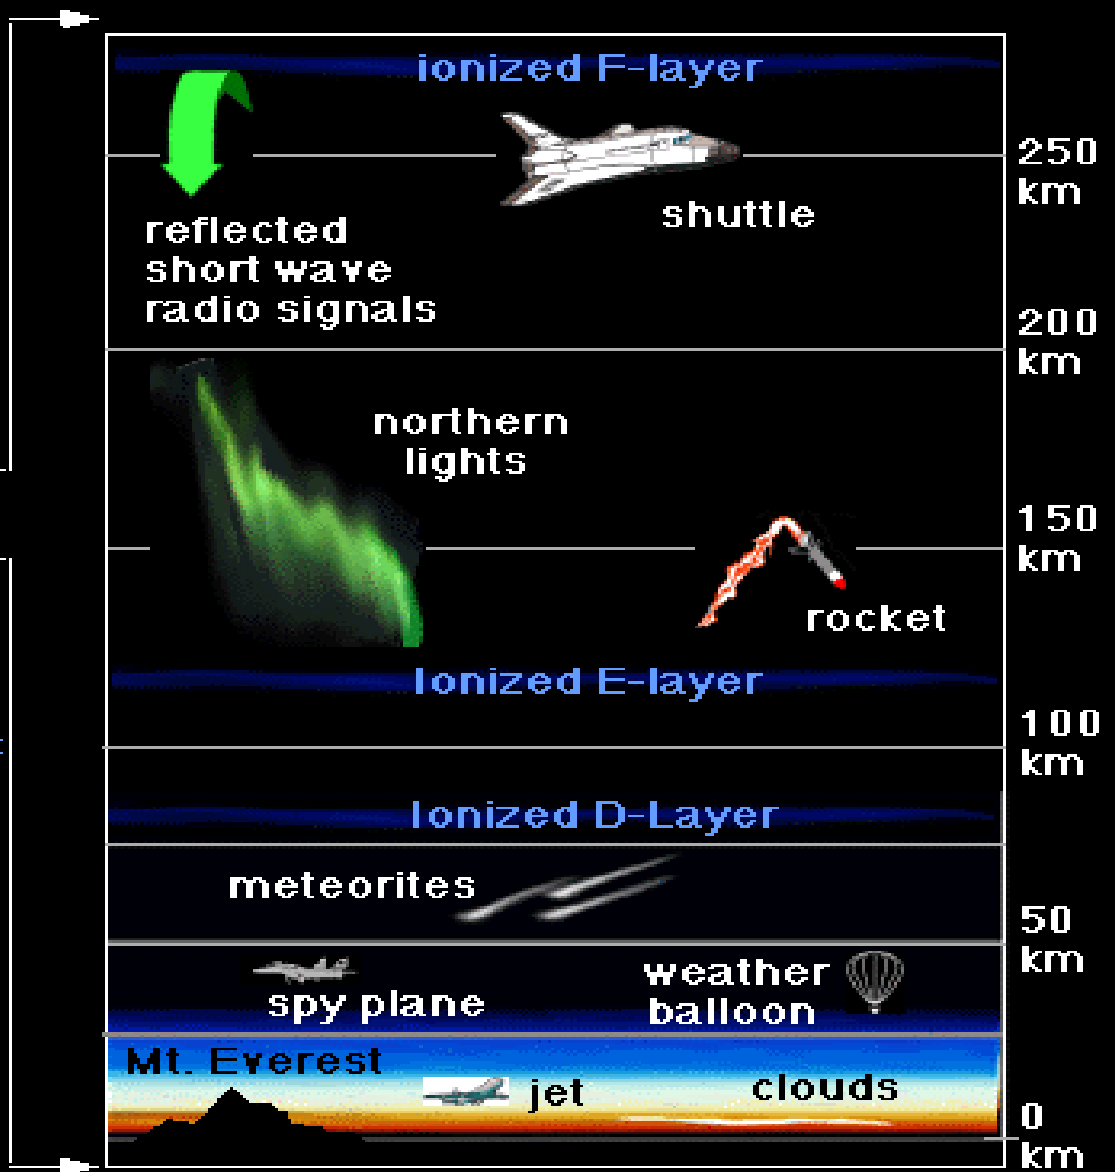 ionized F-layer
250
km
shuttle
reflected
short wave
radio signals
200
km
northern
lights
150
km
rocket
Ionized E-layer
100
km
Ionized D-Layer
meteorites
50
km
weather
balloon
spy plane
Mt. Everest
jet
clouds
0
km